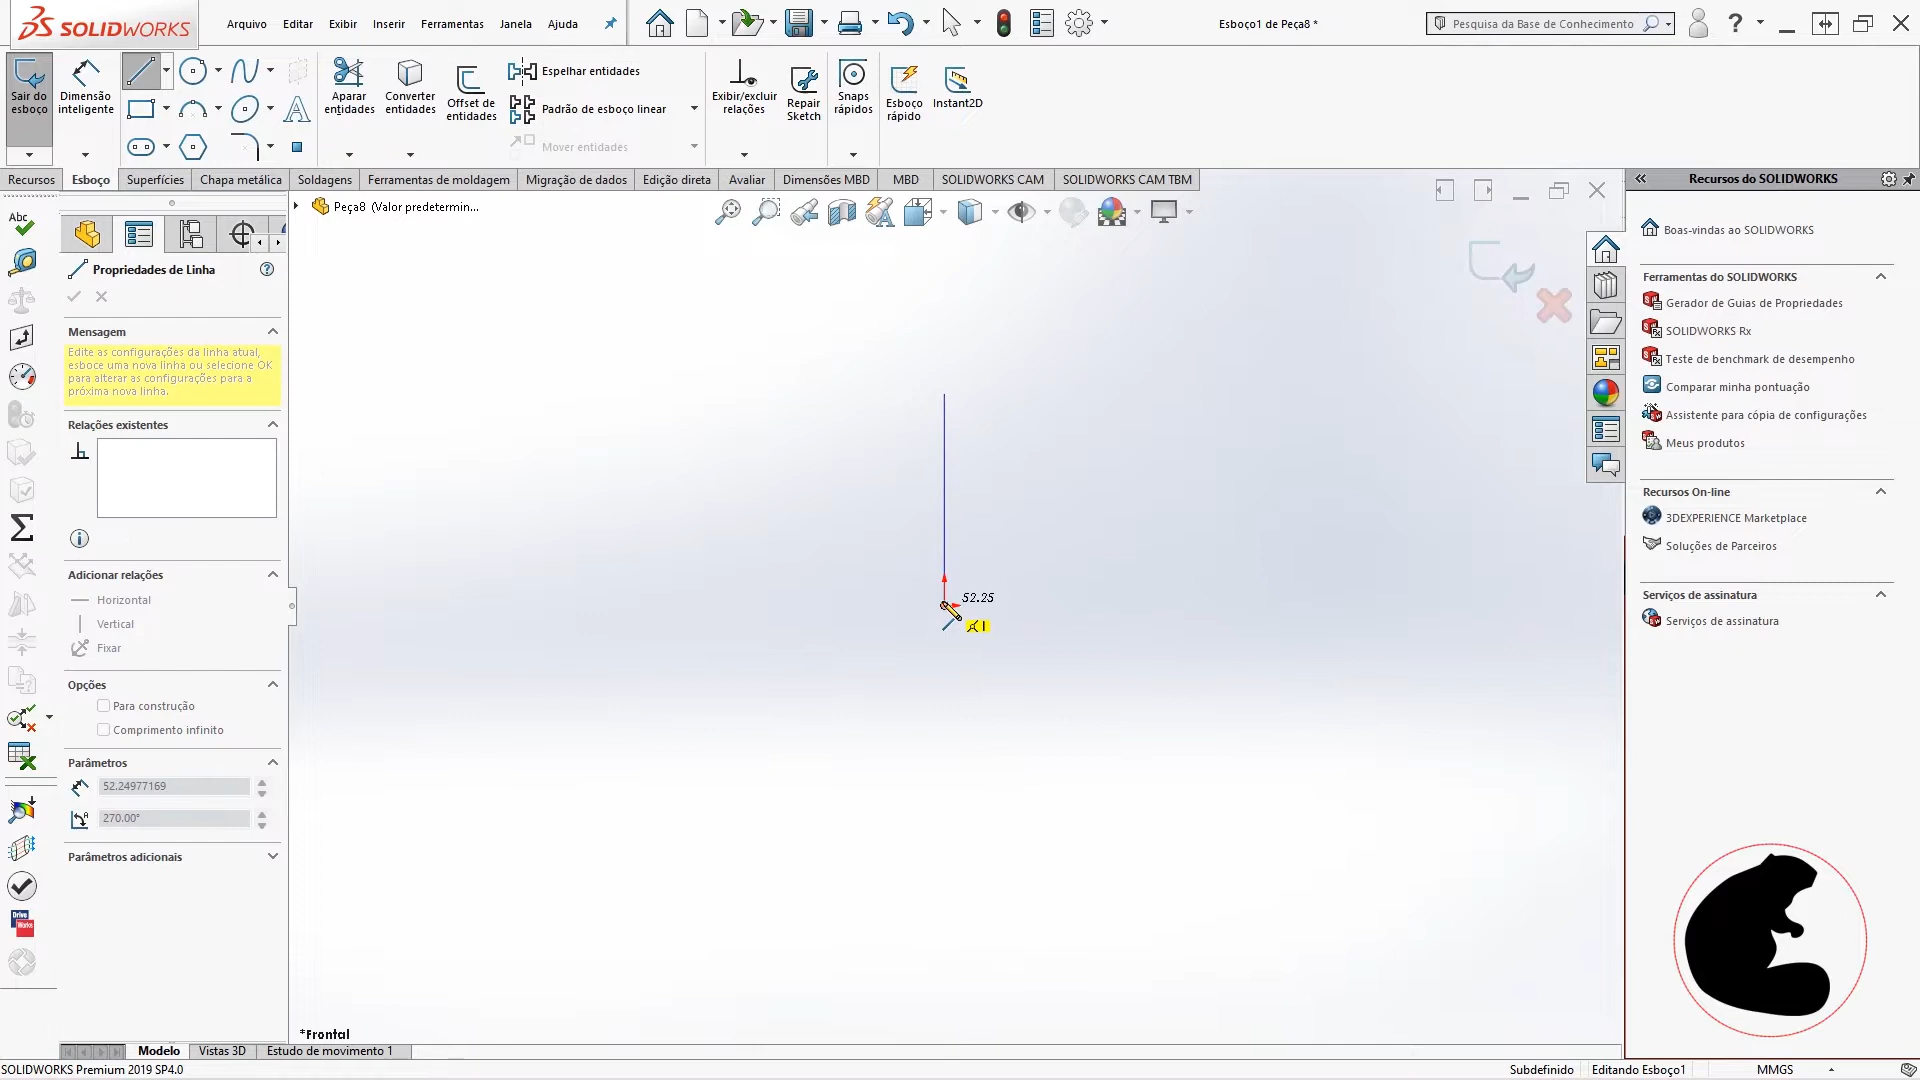 SOLIDWORKS
Arquivo Editar Exibir Inserir Ferramentas Janela Ajuda
Esboço1 de Peça8 *
Pesquisa da Base de Conhecimento
Sair do esboço
Dimensão inteligente
Aparar entidades
Converter entidades
Offset de entidades
Espelhar entidades
Padrão de esboço linear
Mover entidades
Exibir/excluir relações
Repair Sketch
Snaps rápidos
Esboço rápido
Instant2D
Recursos Esboço Superfícies Chapa metálica Soldagens Ferramentas de moldagem Migração de dados Edição direta Avaliar Dimensões MBD MBD SOLIDWORKS CAM SOLIDWORKS CAM TBM
Abc
Peça8 (Valor predetermin...
Propriedades de Linha
Mensagem
Edite as configurações da linha atual,
esboce uma nova linha ou selecione OK
para alterar as configurações para a
próxima nova linha.
Relações existentes
Adicionar relações
Horizontal
Vertical
Fixar
Opções
Para construção
Comprimento infinito
Parâmetros
52.24977169
270.00°
Parâmetros adicionais
Drive
Works
52.25
*Frontal
Recursos do SOLIDWORKS
Boas-vindas ao SOLIDWORKS
Ferramentas do SOLIDWORKS
Gerador de Guias de Propriedades
SOLIDWORKS Rx
Teste de benchmark de desempenho
Comparar minha pontuação
Assistente para cópia de configurações
Meus produtos
Recursos On-line
3DEXPERIENCE Marketplace
Soluções de Parceiros
Serviços de assinatura
Serviços de assinatura
Modelo Vistas 3D Estudo de movimento 1
SOLIDWORKS Premium 2019 SP4.0
Subdefinido Editando Esboço1 MMGS